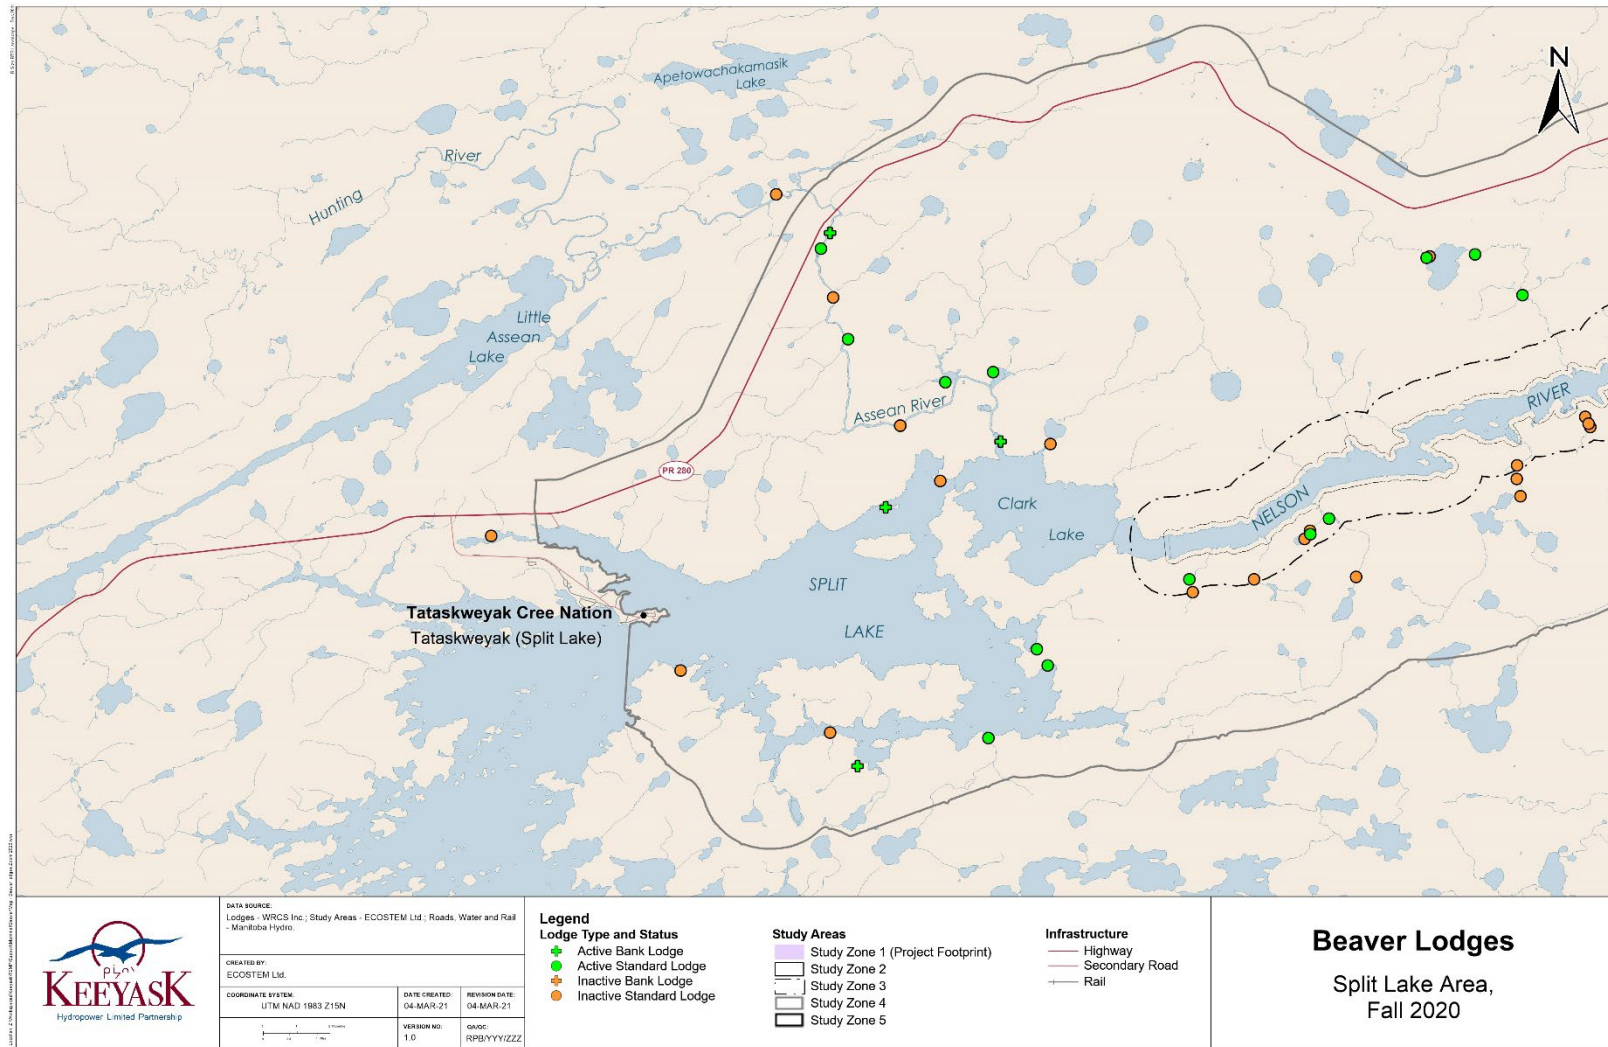 Apetowachakamasik
Lake
N
River
Hunting
Little
Assean
Lake
Assean River
RIVER
PR 280
Clark
Lake
NELSON
SPLIT
LAKE
Tataskweyak Cree Nation
Tataskweyak (Split Lake)
KEEYASK
Hydropower Limited Partnership
DATA SOURCE:
Lodges - WRCS Inc.; Study Areas - ECOSTEM Ltd.; Roads, Water and Rail
- Manitoba Hydro.
CREATED BY:
ECOSTEM Ltd.
COORDINATE SYSTEM:
UTM NAD 1983 Z15N
DATE CREATED:
04-MAR-21
REVISION DATE:
04-MAR-21
VERSION NO:
1.0
QA/QC:
RPB/YYY/ZZZ
Legend
Lodge Type and Status
Active Bank Lodge
Active Standard Lodge
Inactive Bank Lodge
Inactive Standard Lodge
Study Areas
Study Zone 1 (Project Footprint)
Study Zone 2
Study Zone 3
Study Zone 4
Study Zone 5
Infrastructure
Highway
Secondary Road
Rail
Beaver Lodges
Split Lake Area,
Fall 2020